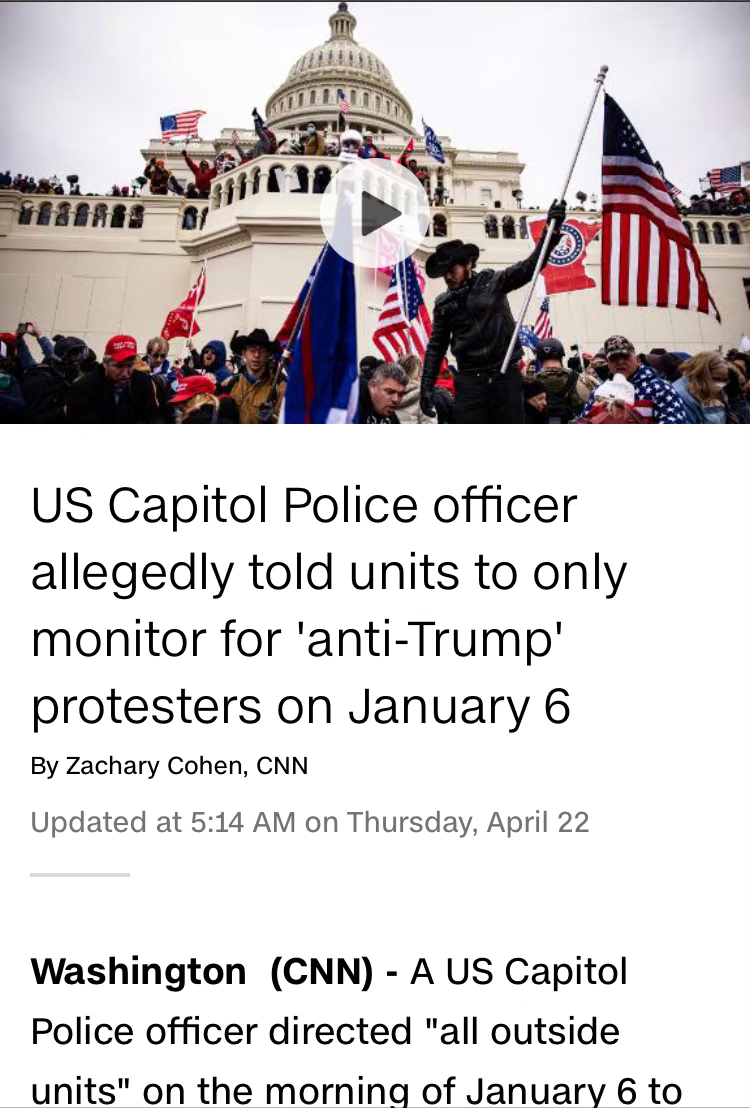 US Capitol Police officer
allegedly told units to only
monitor for 'anti-Trump'
protesters on January 6
By Zachary Cohen, CNN
Updated at 5:14 AM on Thursday, April 22
Washington (CNN) - A US Capitol
Police officer directed "all outside
units" on the morning of January 6 to